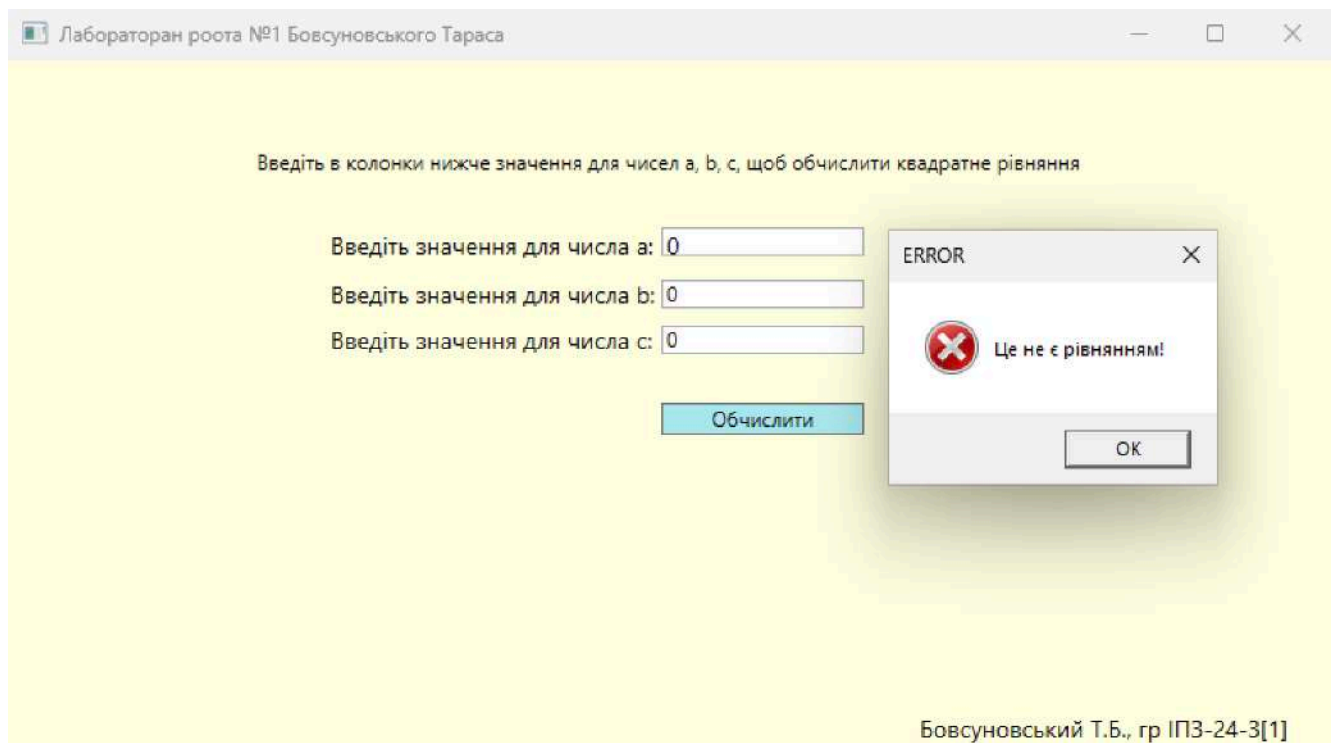 Лабораторан роота №1 Бовсуновського Тараса
Введіть в колонки нижче значення для чисел a, b, c, щоб обчислити квадратне рівняння
Введіть значення для числа a: 0
Введіть значення для числа b: 0
Введіть значення для числа c: 0
Обчислити
ERROR
Це не є рівнянням!
OK
Бовсуновський Т.Б., гр ІПЗ-24-3[1]